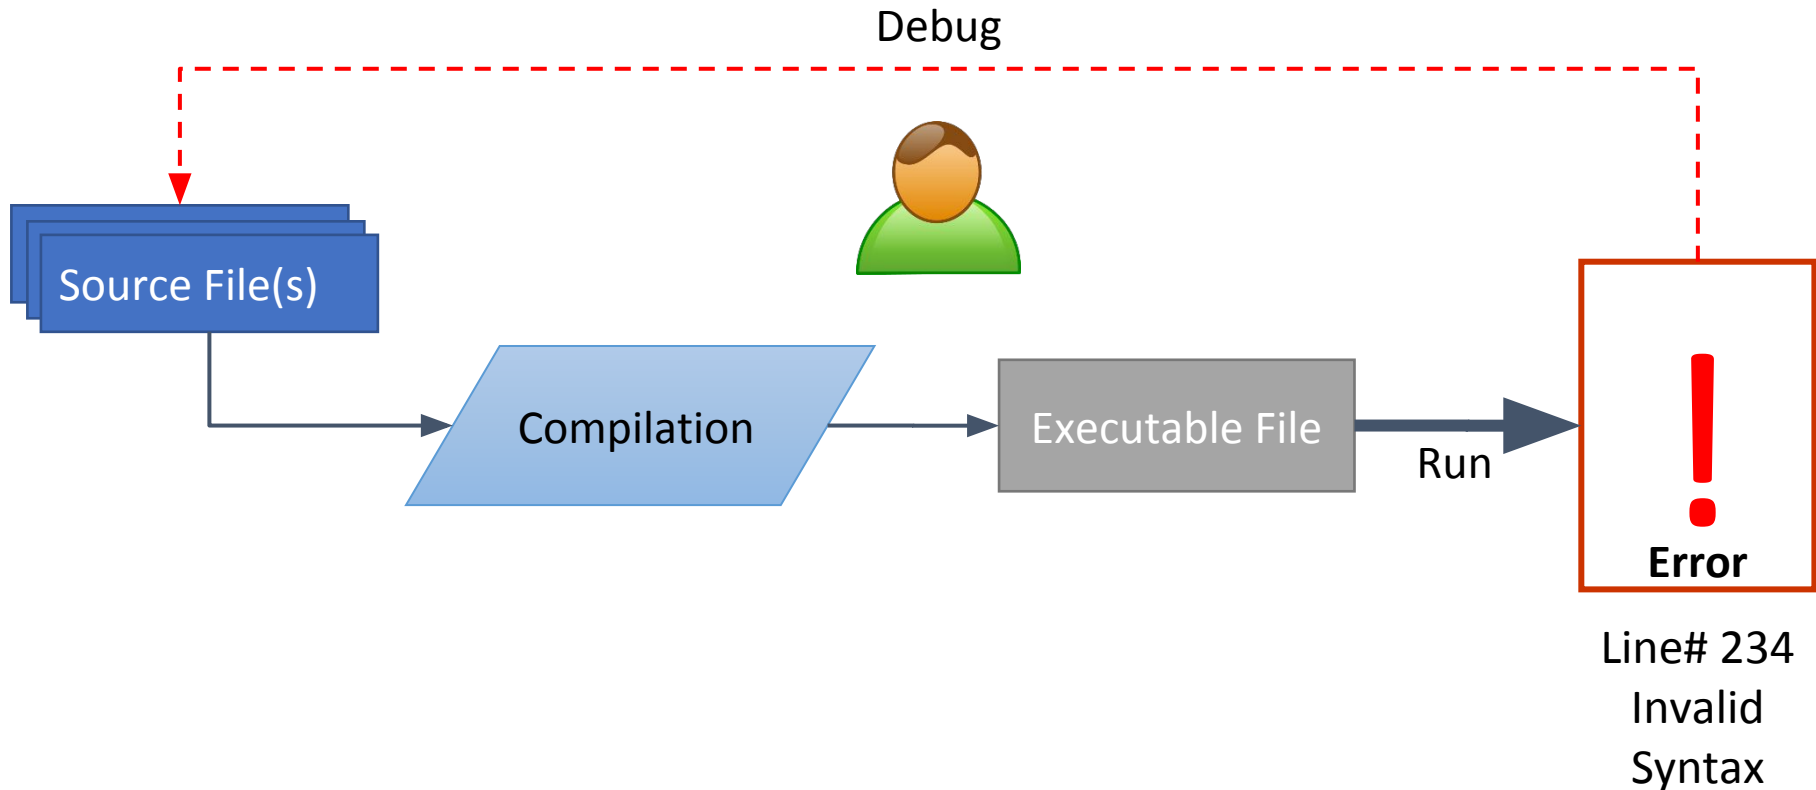 Debug
Source File(s)
Compilation
Executable File
Run
Error
Line# 234
Invalid
Syntax